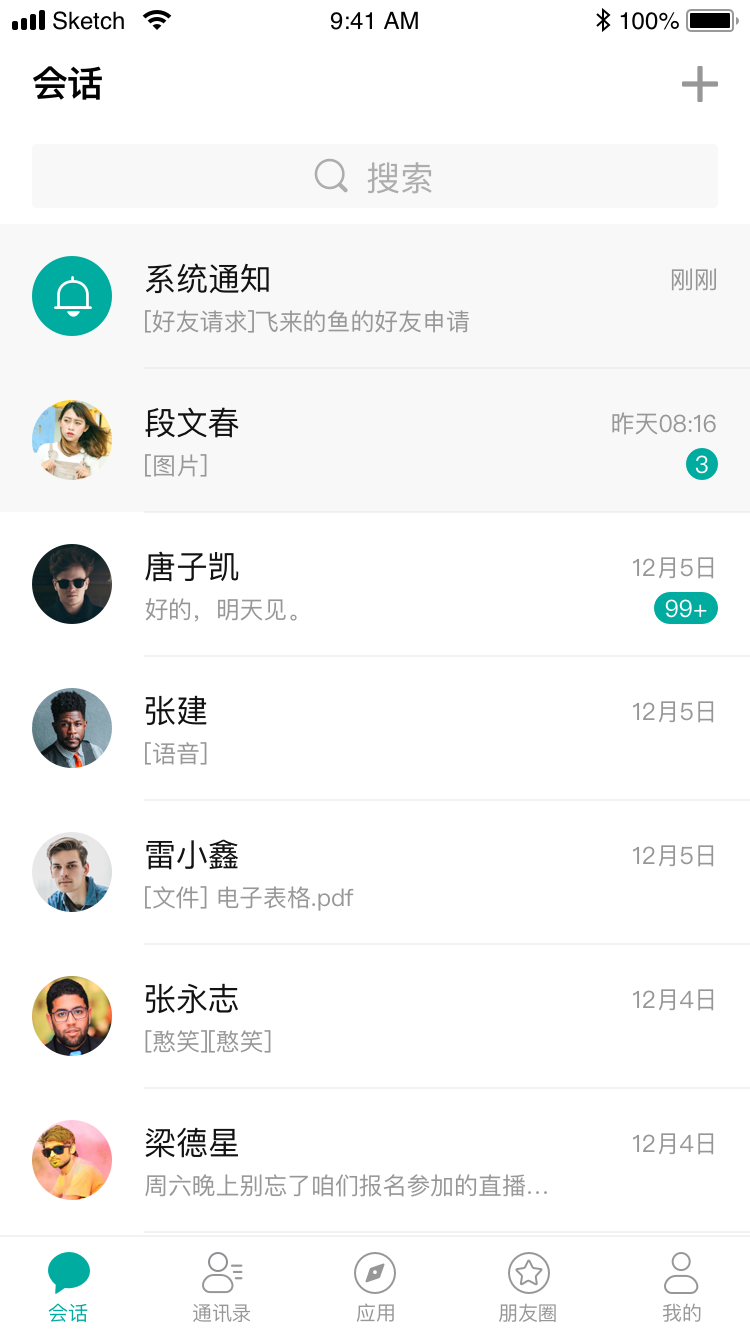 Sketch 9:41 AM 100%
会话
搜索
系统通知 刚刚
[好友请求]飞来的鱼的好友申请
段文春 昨天08:16
[图片] 3
唐子凯 12月5日
好的，明天见。 99+
张建 12月5日
[语音]
雷小鑫 12月5日
[文件] 电子表格.pdf
张永志 12月4日
[憨笑][憨笑]
梁德星 12月4日
周六晚上别忘了咱们报名参加的直播...
会话 通讯录 应用 朋友圈 我的